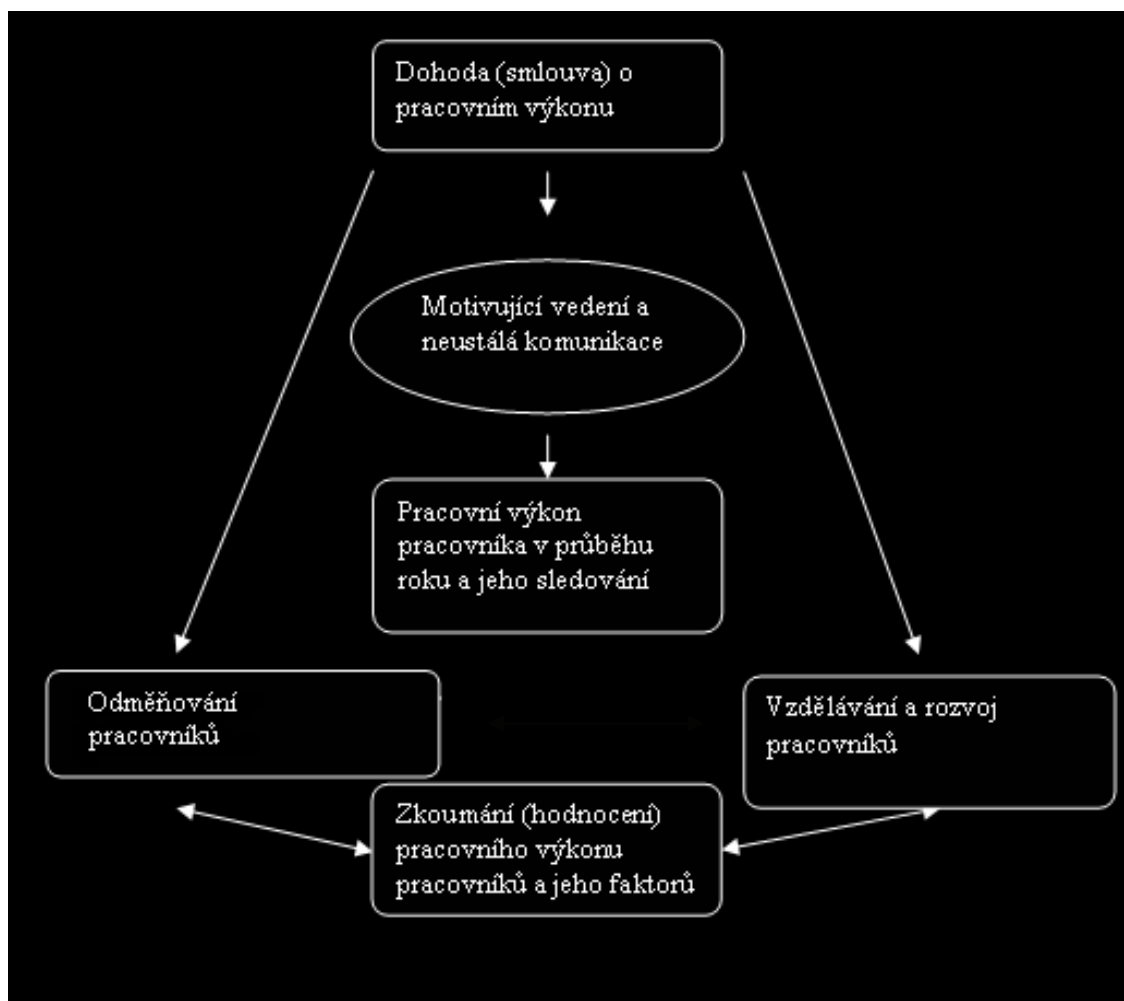 Dohoda (smlouva) o
pracovním výkonu
Motivující vedení a
neustálá komunikace
Pracovní výkon
pracovníka v průběhu
roku a jeho sledování
Odměňování
pracovníků
Vzdělávání a rozvoj
pracovníků
Zkoumání (hodnocení)
pracovního výkonu
pracovníků a jeho faktorů